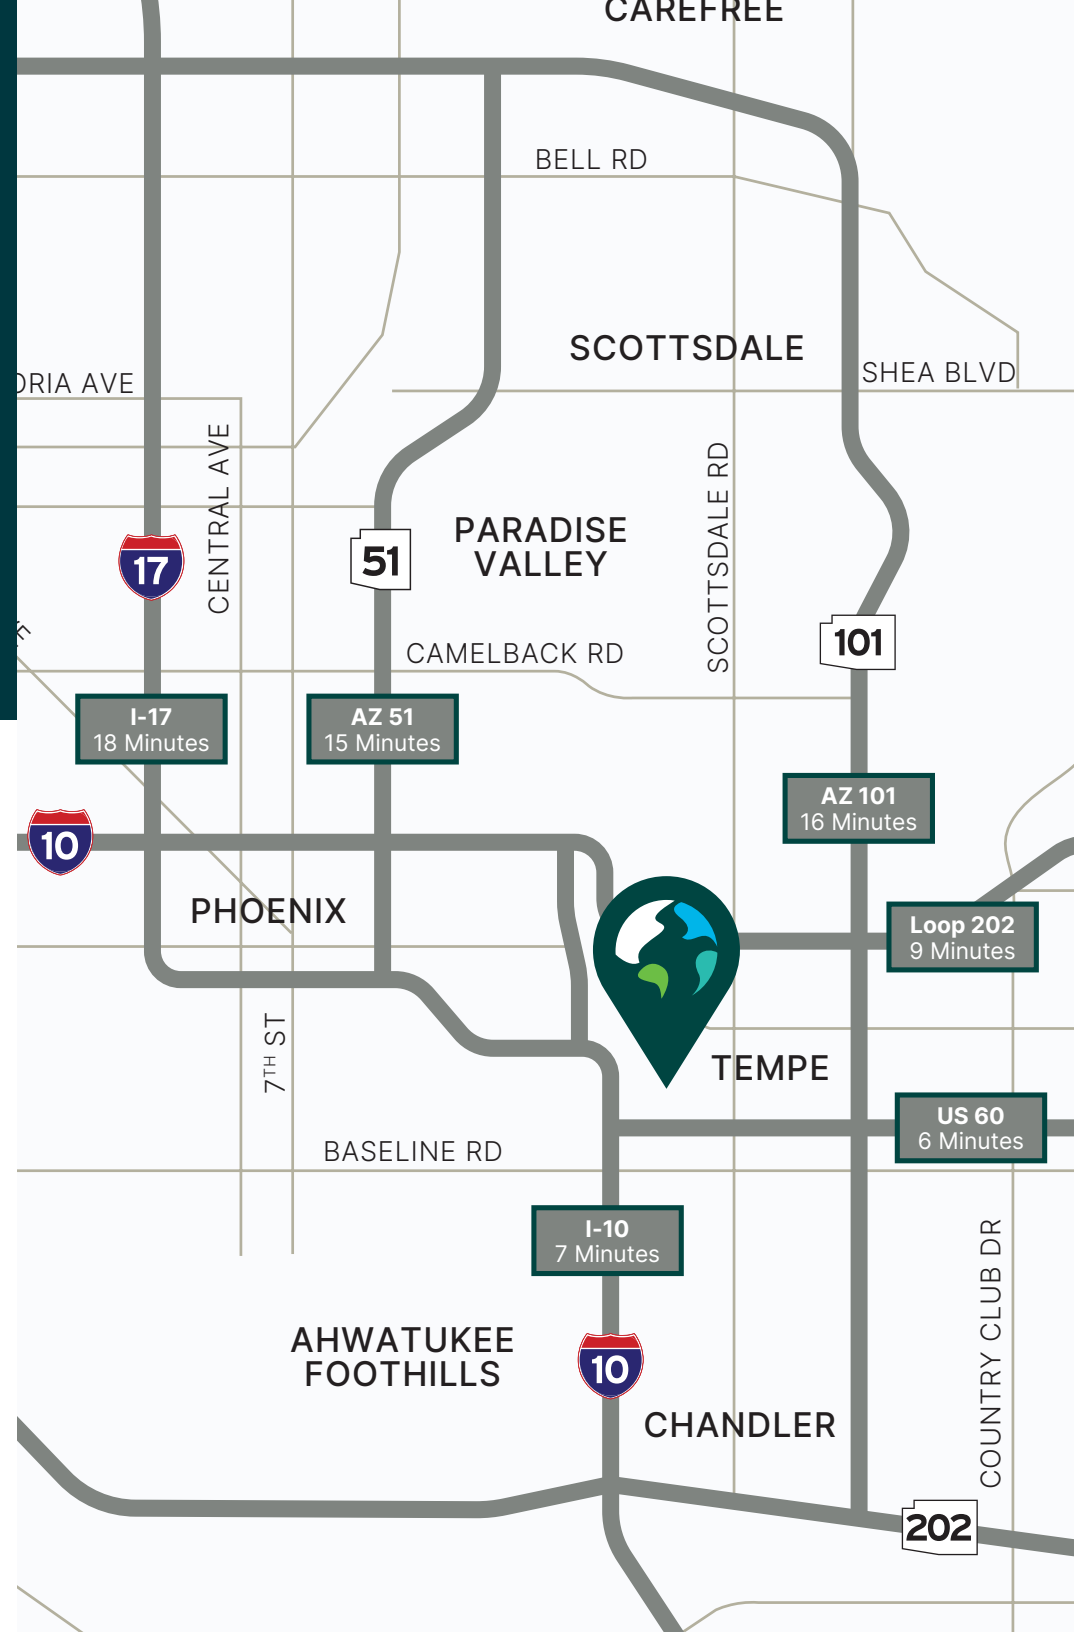 CAREFREE
BELL RD
SCOTTSDALE
SHEA BLVD
ORIA AVE
CENTRAL AVE
SCOTTSDALE RD
PARADISE
VALLEY
17
51
101
CAMELBACK RD
I-17
18 Minutes
AZ 51
15 Minutes
AZ 101
16 Minutes
10
PHOENIX
Loop 202
9 Minutes
7TH ST
TEMPE
US 60
6 Minutes
BASELINE RD
I-10
7 Minutes
COUNTRY CLUB DR
AHWATUKEE
FOOTHILLS
10
CHANDLER
202